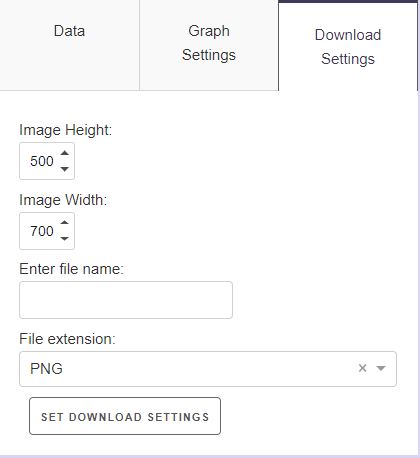 Data
Graph
Settings
Download
Settings
Image Height:
500
Image Width:
700
Enter file name:
File extension:
PNG
SET DOWNLOAD SETTINGS